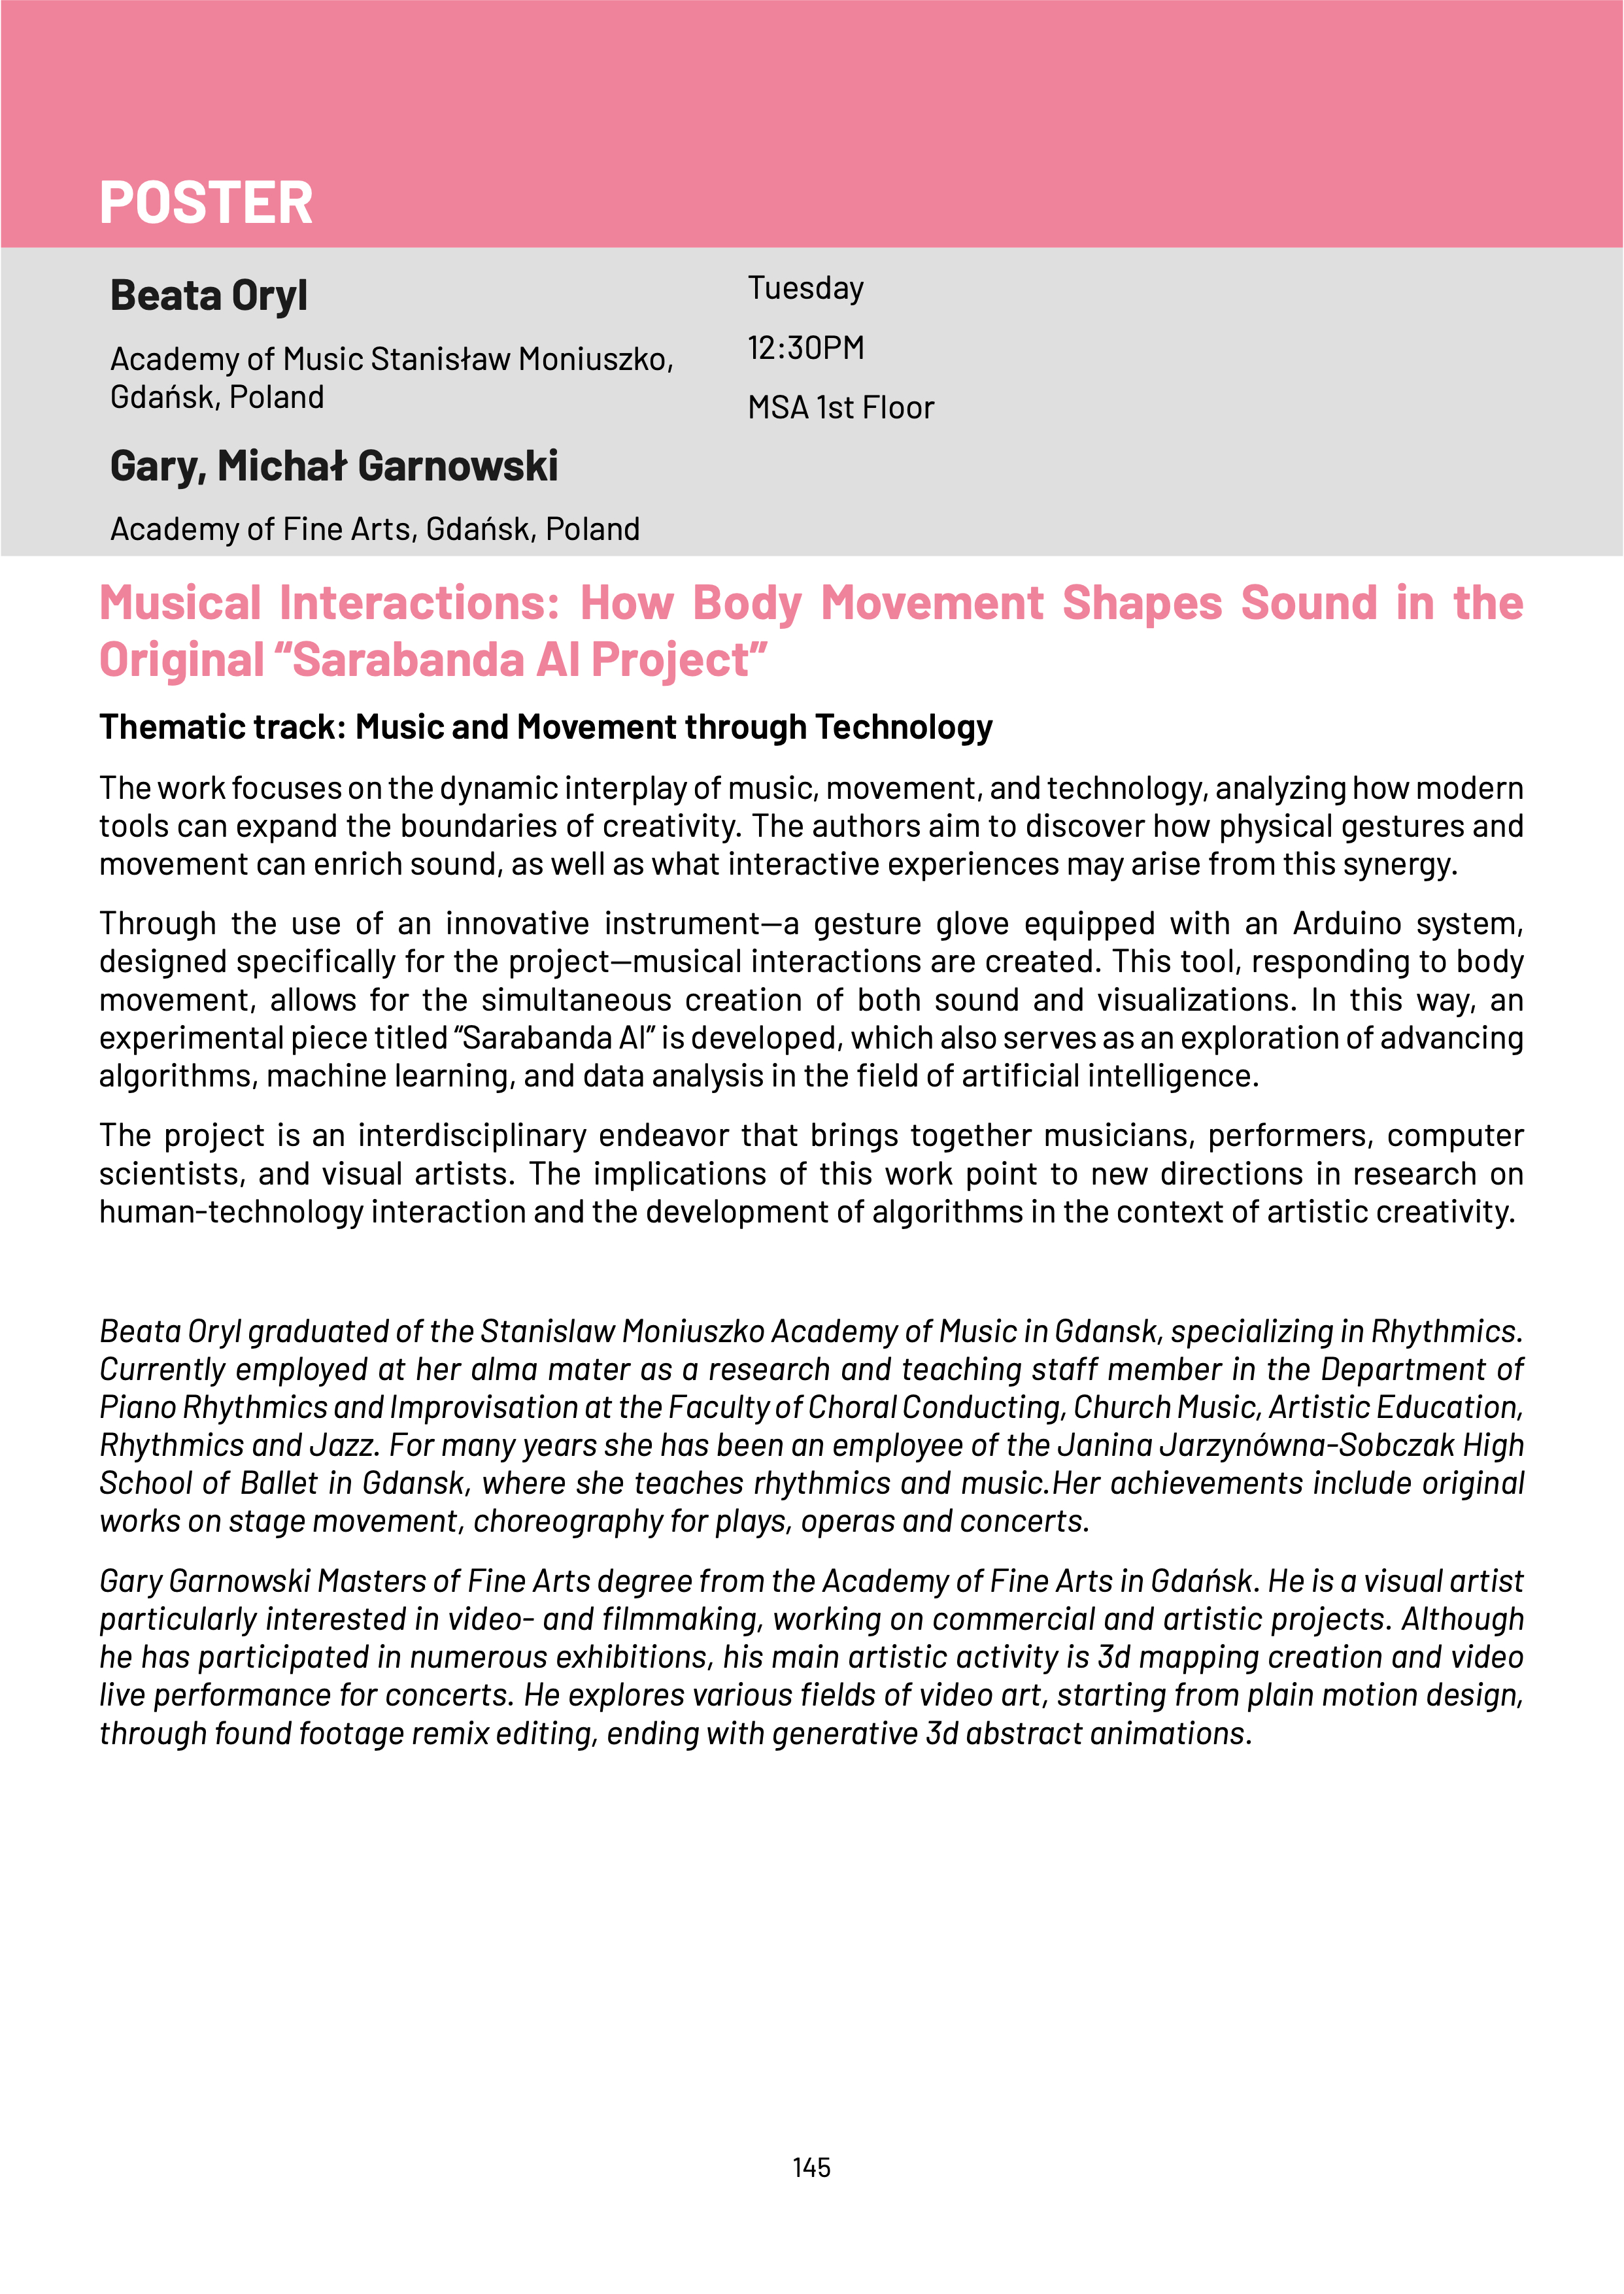 POSTER
Beata Oryl
Academy of Music Stanisław Moniuszko,
Gdańsk, Poland
Gary, Michał Garnowski
Academy of Fine Arts, Gdańsk, Poland
Tuesday
12:30PM
MSA 1st Floor
Musical Interactions: How Body Movement Shapes Sound in the
Original “Sarabanda AI Project”
Thematic track: Music and Movement through Technology
The work focuses on the dynamic interplay of music, movement, and technology, analyzing how modern
tools can expand the boundaries of creativity. The authors aim to discover how physical gestures and
movement can enrich sound, as well as what interactive experiences may arise from this synergy.
Through the use of an innovative instrument—a gesture glove equipped with an Arduino system,
designed specifically for the project—musical interactions are created. This tool, responding to body
movement, allows for the simultaneous creation of both sound and visualizations. In this way, an
experimental piece titled “Sarabanda AI” is developed, which also serves as an exploration of advancing
algorithms, machine learning, and data analysis in the field of artificial intelligence.
The project is an interdisciplinary endeavor that brings together musicians, performers, computer
scientists, and visual artists. The implications of this work point to new directions in research on
human-technology interaction and the development of algorithms in the context of artistic creativity.
Beata Oryl graduated of the Stanislaw Moniuszko Academy of Music in Gdansk, specializing in Rhythmics.
Currently employed at her alma mater as a research and teaching staff member in the Department of
Piano Rhythmics and Improvisation at the Faculty of Choral Conducting, Church Music, Artistic Education,
Rhythmics and Jazz. For many years she has been an employee of the Janina Jarzynówna-Sobczak High
School of Ballet in Gdansk, where she teaches rhythmics and music.Her achievements include original
works on stage movement, choreography for plays, operas and concerts.
Gary Garnowski Masters of Fine Arts degree from the Academy of Fine Arts in Gdańsk. He is a visual artist
particularly interested in video- and filmmaking, working on commercial and artistic projects. Although
he has participated in numerous exhibitions, his main artistic activity is 3d mapping creation and video
live performance for concerts. He explores various fields of video art, starting from plain motion design,
through found footage remix editing, ending with generative 3d abstract animations.
145